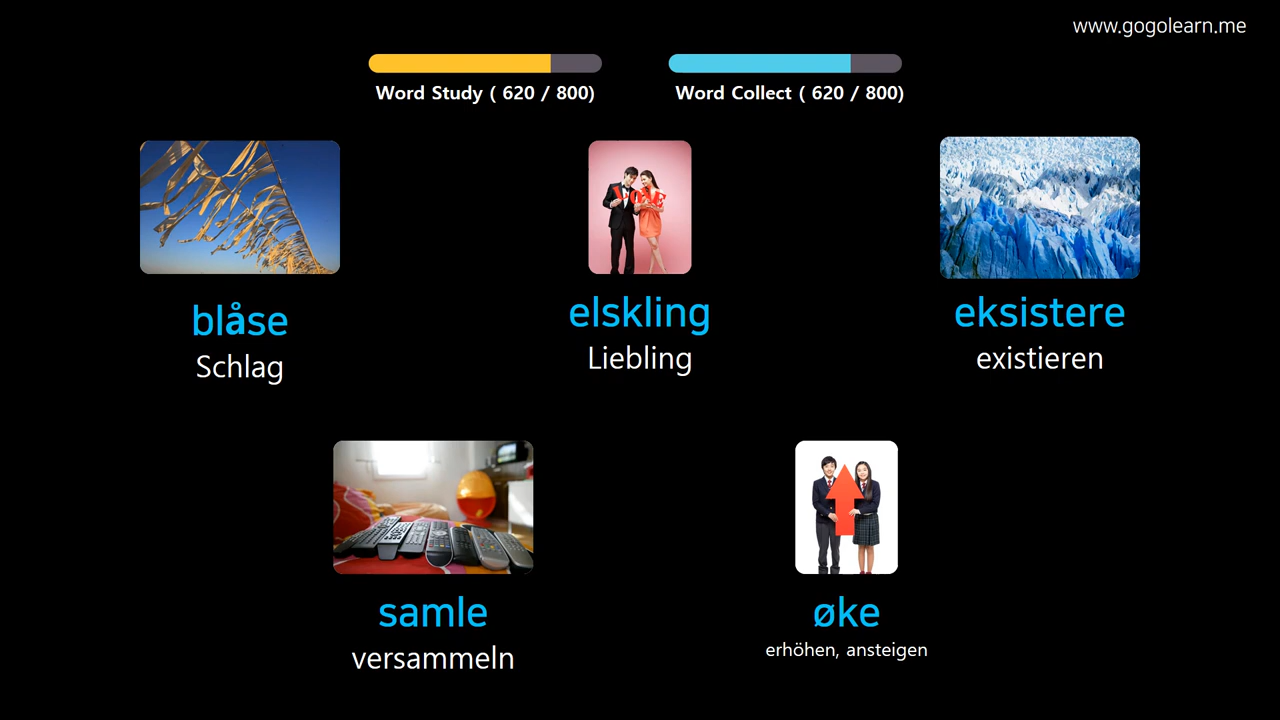 www.gogolearn.me
Word Study ( 620 / 800)
Word Collect ( 620 / 800)
LOVE
blåse
Schlag
elskling
Liebling
eksistere
existieren
samle
versammeln
øke
erhöhen, ansteigen